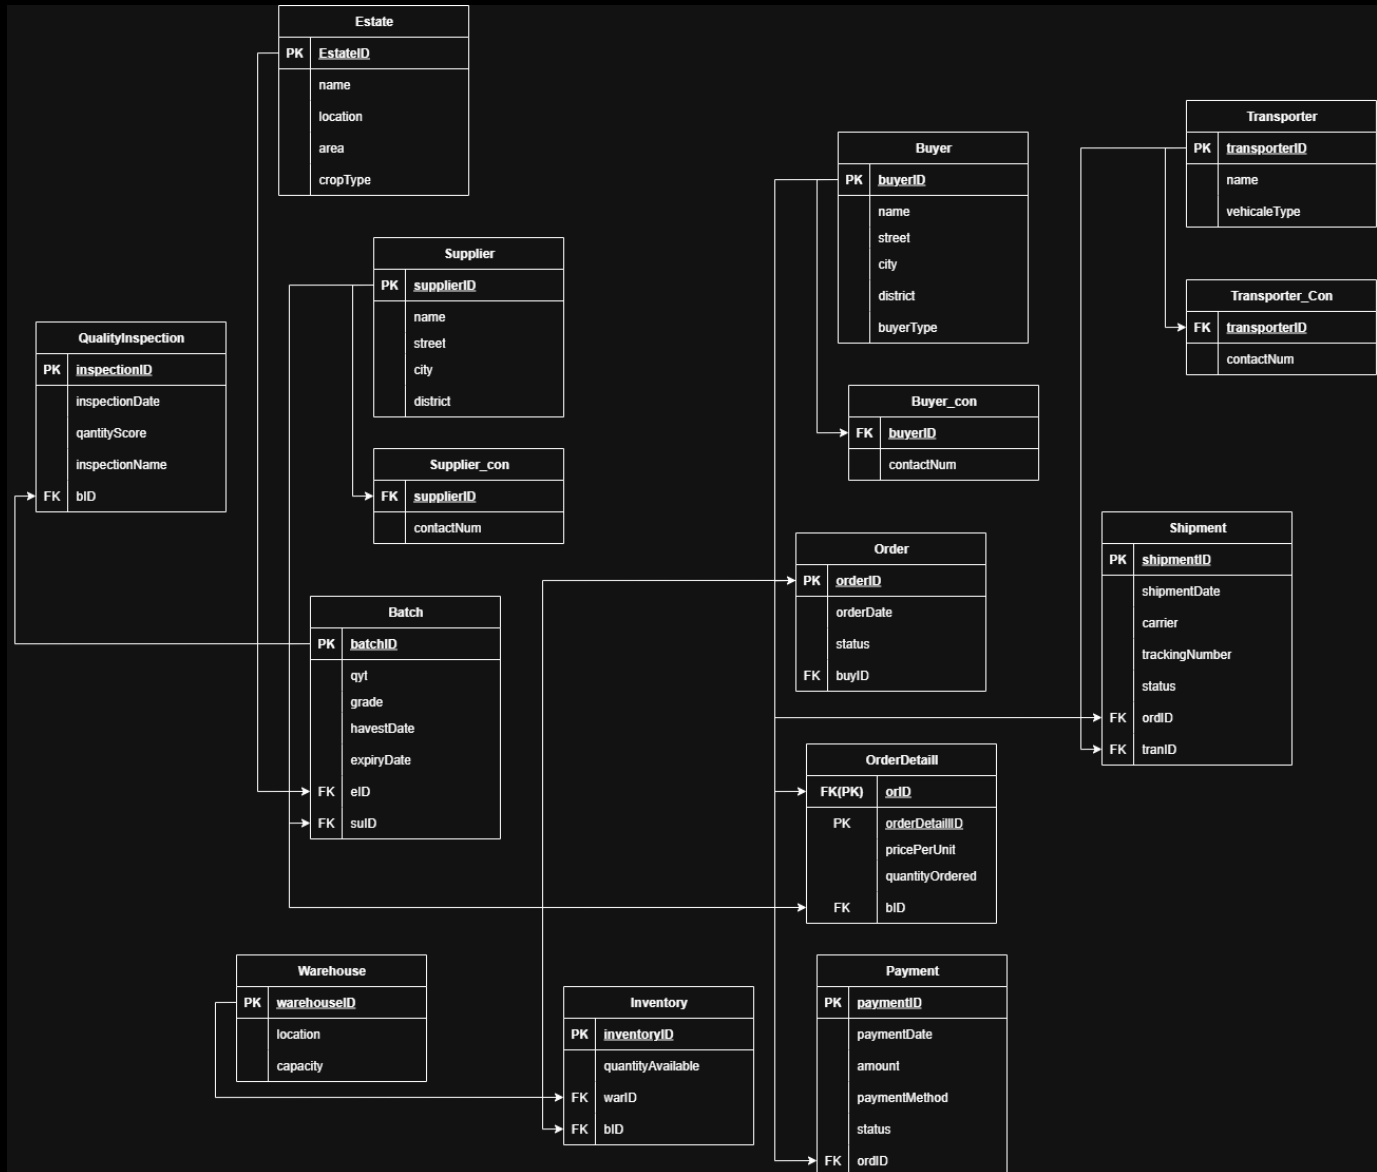 Estate
PK EstateID
name
location
area
cropType
Transporter
PK transporterID
name
vehicaleType
Buyer
PK buyerID
name
street
city
district
buyerType
Supplier
PK supplierID
name
street
city
district
Transporter_Con
FK transporterID
contactNum
QualityInspection
PK inspectionID
inspectionDate
qantityScore
inspectionName
FK bID
Buyer_con
FK buyerID
contactNum
Supplier_con
FK supplierID
contactNum
Shipment
PK shipmentID
shipmentDate
carrier
trackingNumber
status
FK ordID
FK tranID
Order
PK orderID
orderDate
status
FK buyID
Batch
PK batchID
qyt
grade
havestDate
expiryDate
FK eID
FK suID
OrderDetaill
FK(PK) orID
PK orderDetaillID
pricePerUnit
quantityOrdered
FK bID
Warehouse
PK warehouseID
location
capacity
Inventory
PK inventoryID
quantityAvailable
FK warID
FK bID
Payment
PK paymentID
paymentDate
amount
paymentMethod
status
FK ordID